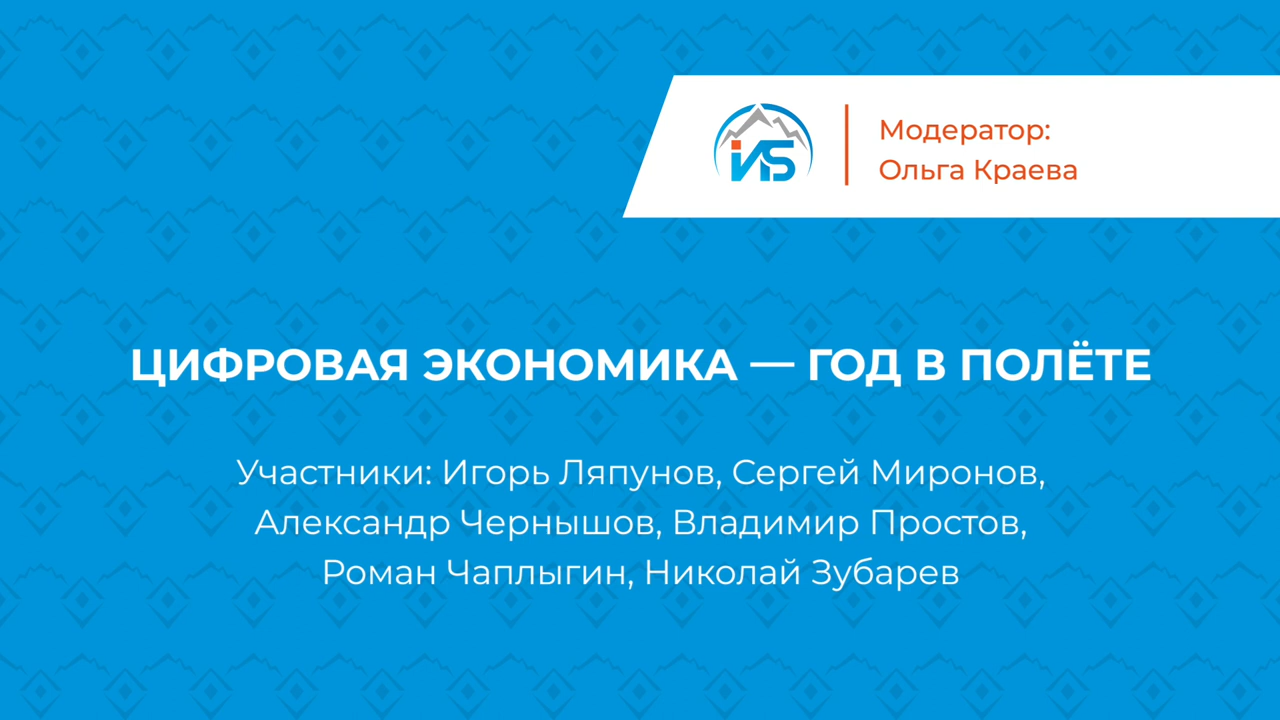 ИБ
Модератор:
Ольга Краева
ЦИФРОВАЯ ЭКОНОМИКА — ГОД В ПОЛЁТЕ
Участники: Игорь Ляпунов, Сергей Миронов,
Александр Чернышов, Владимир Простов,
Роман Чаплыгин, Николай Зубарев